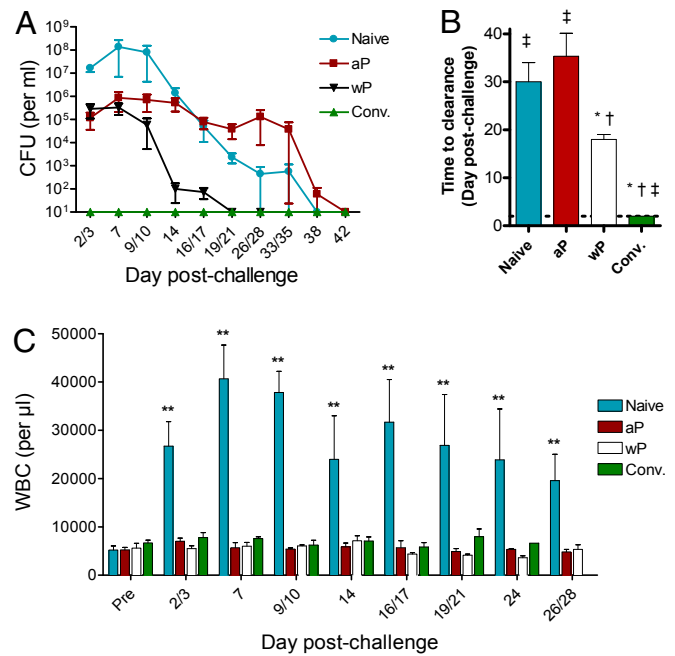 A
CFU (per ml)
10⁹
10⁸
10⁷
10⁶
10⁵
10⁴
10³
10²
10¹
2/3
7
9/10
14
16/17
19/21
26/28
33/35
38
42
Day post-challenge
Naive
aP
wP
Conv.
B
Time to clearance
(Day post-challenge)
40
30
20
10
0
‡
‡
* †
* † ‡
Naive
aP
wP
Conv.
C
WBC (per µl)
50000
40000
30000
20000
10000
0
**
**
**
**
**
**
**
**
Pre
2/3
7
9/10
14
16/17
19/21
24
26/28
Day post-challenge
Naive
aP
wP
Conv.